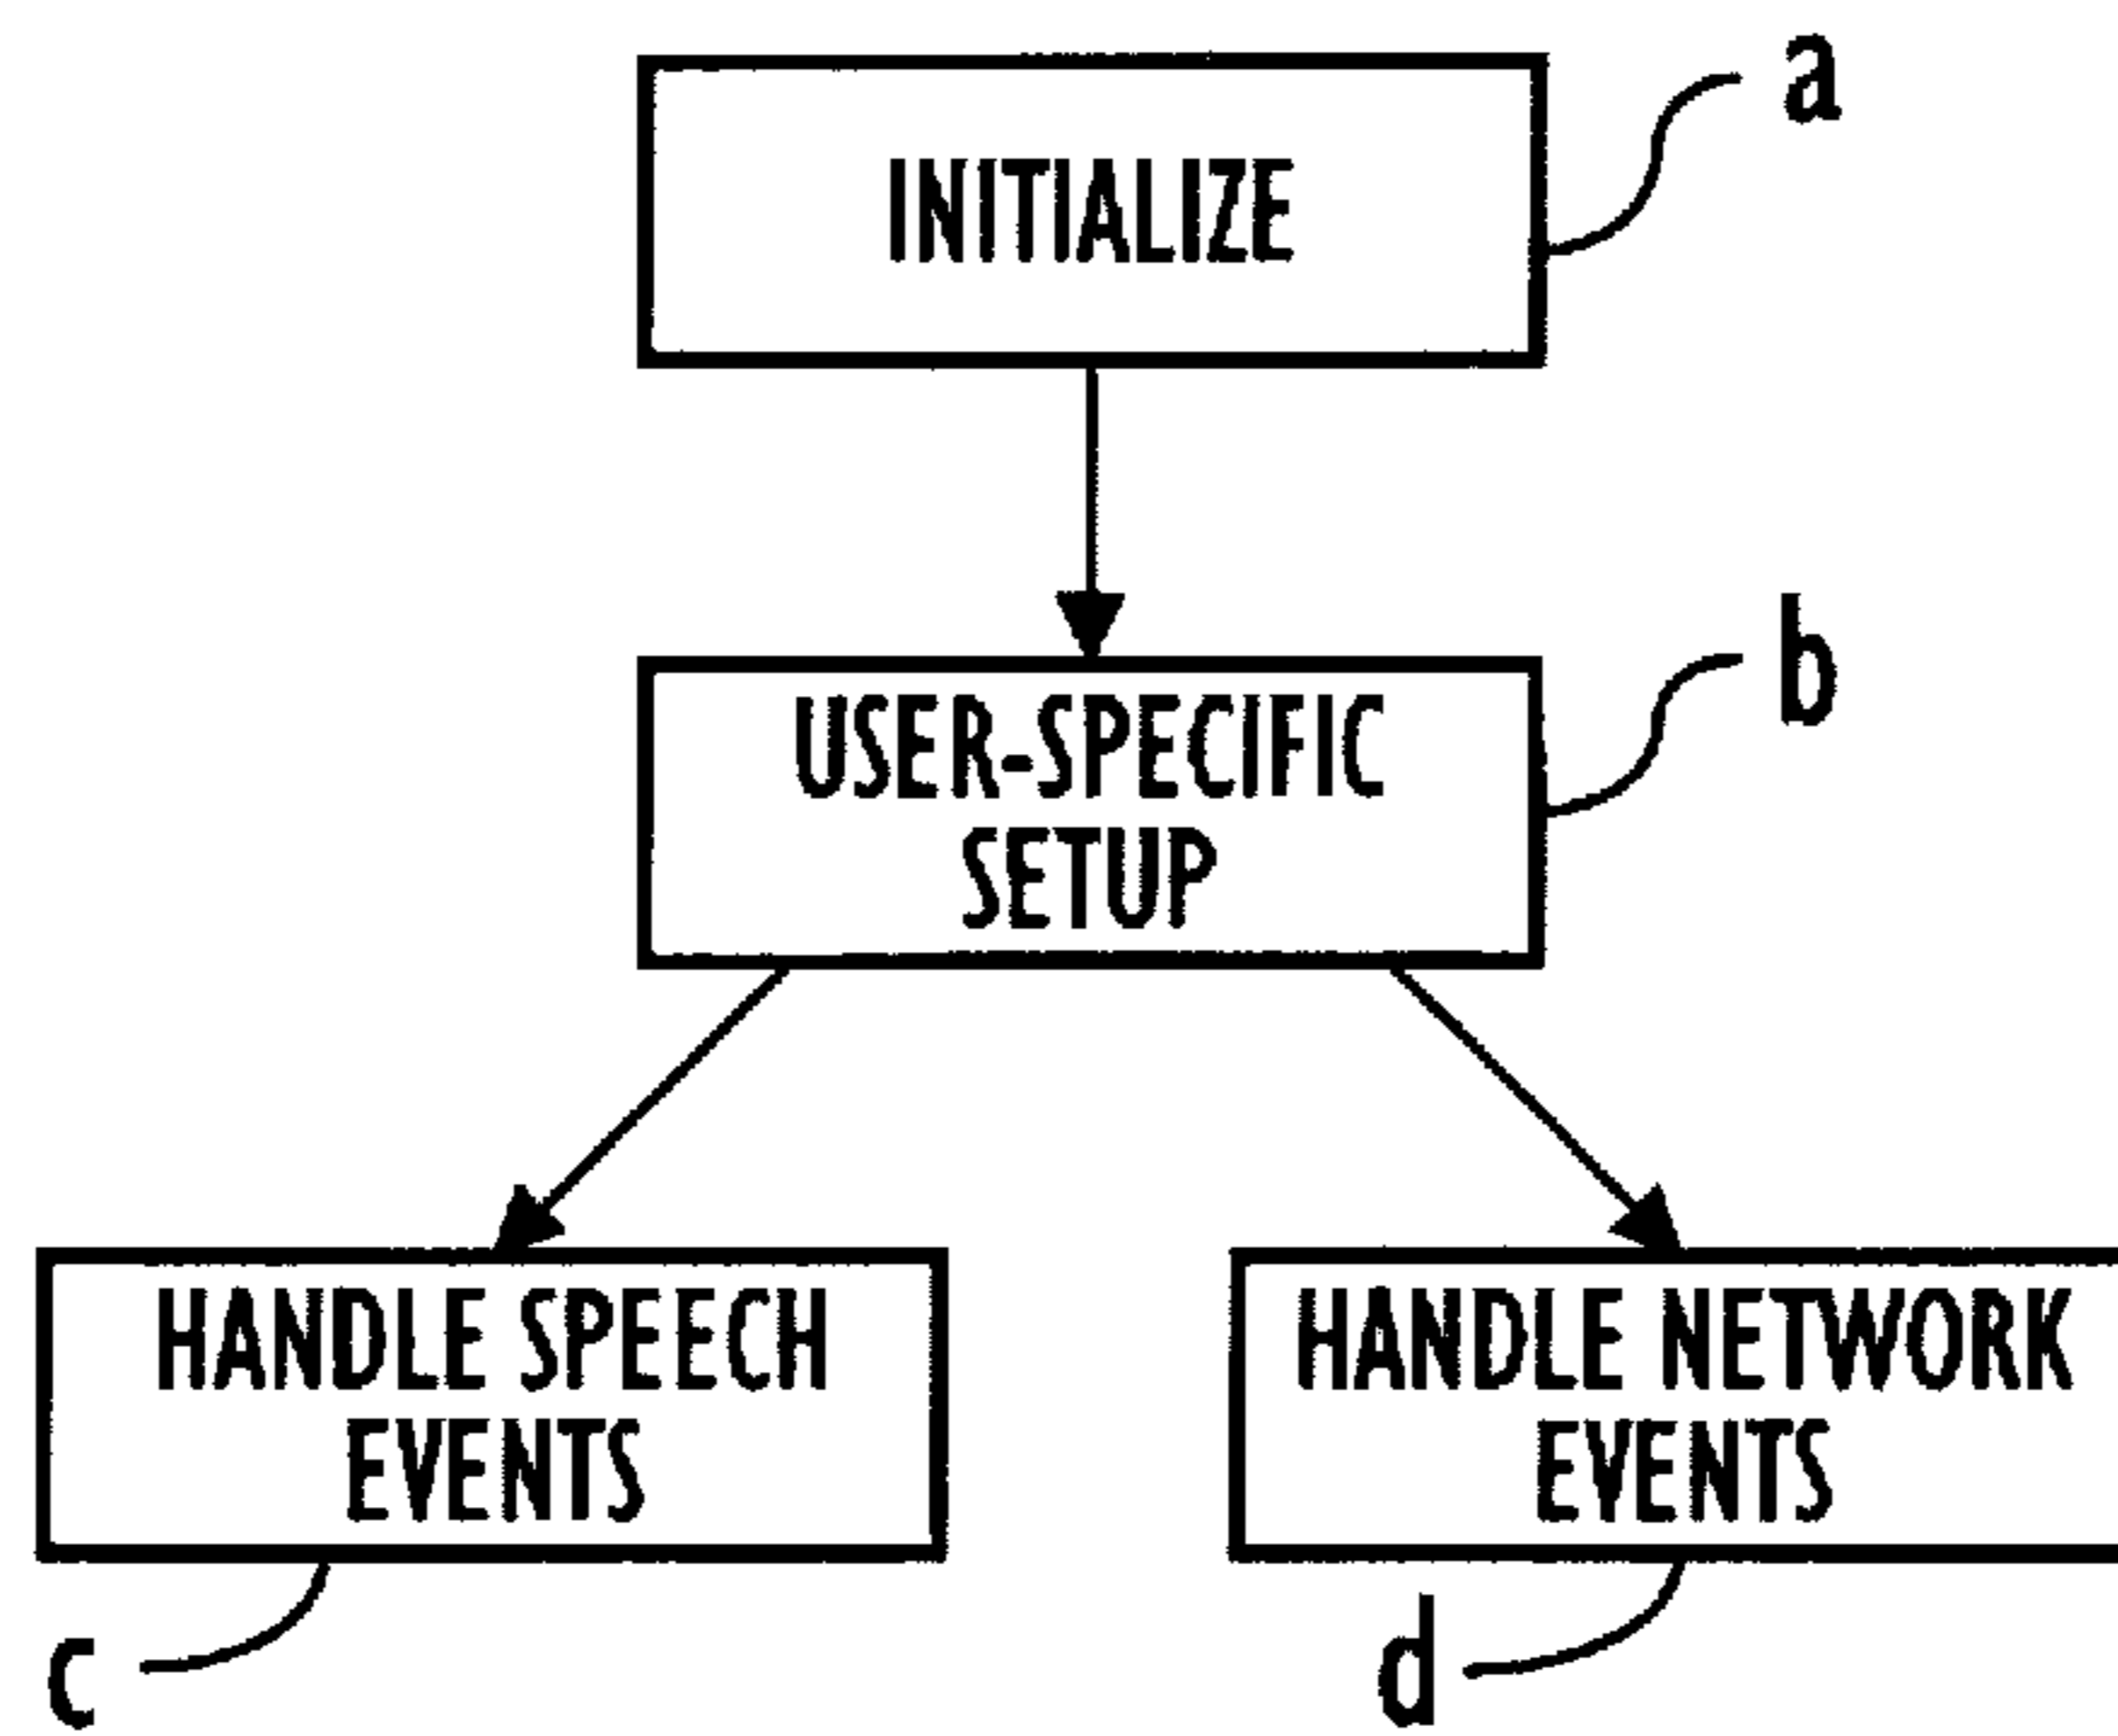 INITIALIZE
a
USER-SPECIFIC
SETUP
b
HANDLE SPEECH
EVENTS
c
HANDLE NETWORK
EVENTS
d